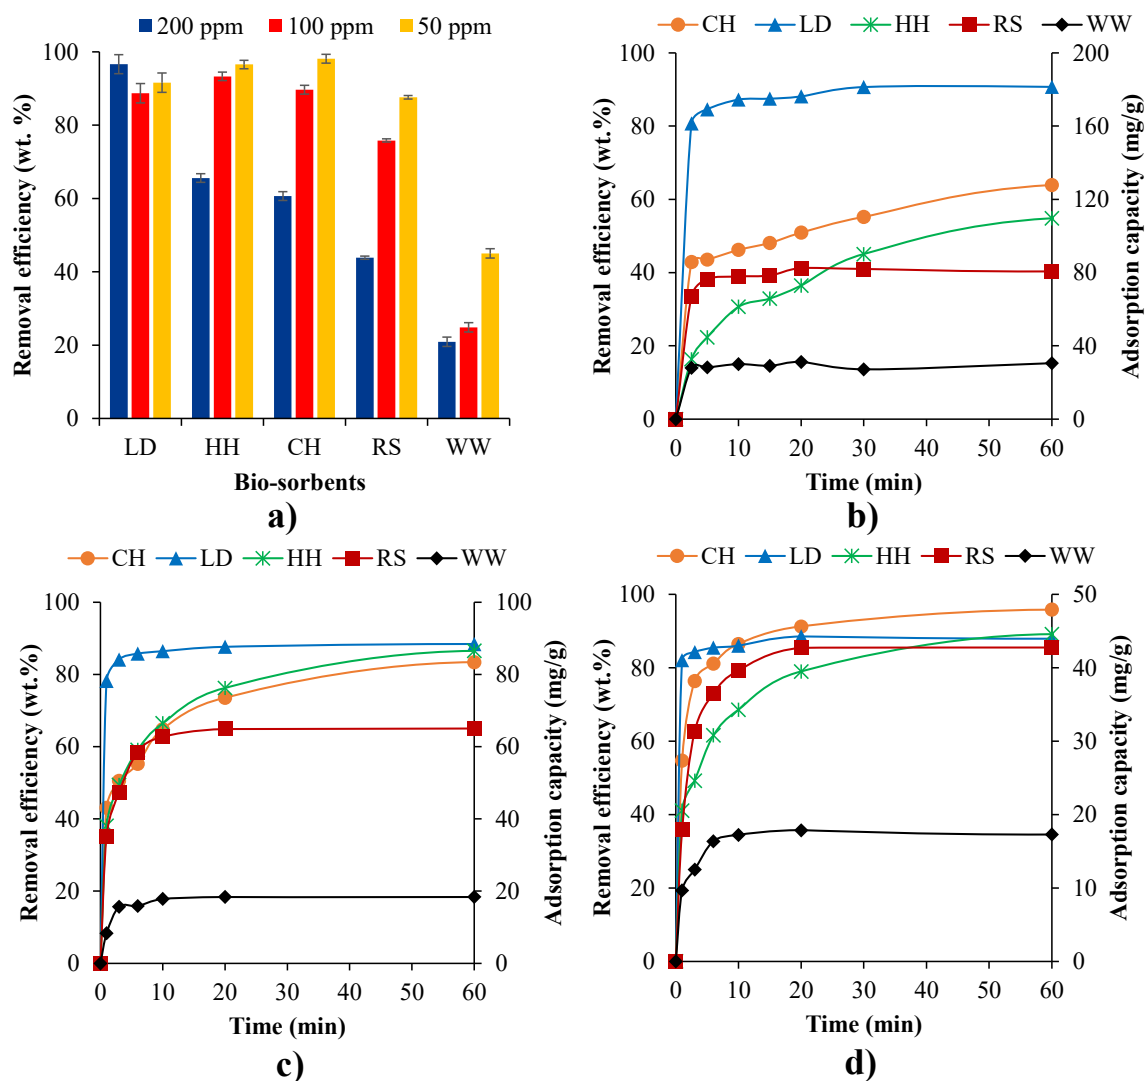 200 ppm 100 ppm 50 ppm
Removal efficiency (wt. %)
100
80
60
40
20
0
LD HH CH RS WW
Bio-sorbents
a)
CH LD HH RS WW
Removal efficiency (wt.%)
100
80
60
40
20
0
200
160
120
80
40
0
Adsorption capacity (mg/g)
0 10 20 30 40 50 60
Time (min)
b)
CH LD HH RS WW
Removal efficiency (wt.%)
100
80
60
40
20
0
100
80
60
40
20
0
Adsorption capacity (mg/g)
0 10 20 30 40 50 60
Time (min)
c)
CH LD HH RS WW
Removal efficiency (wt.%)
100
80
60
40
20
0
50
40
30
20
10
0
Adsorption capacity (mg/g)
0 10 20 30 40 50 60
Time (min)
d)